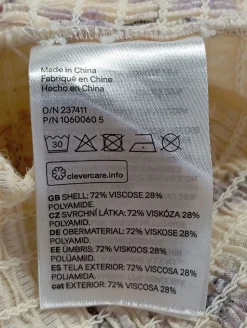 Made in China
Fabriqué en Chine
Hecho en China
O/N 237411
P/N 1060060 5
30
clevercare.info
GB SHELL: 72% VISCOSE 28%
POLYAMIDE.
CZ SVRCHNÍ LÁTKA: 72% VISKÓZA 28%
POLYAMID.
DE OBERMATERIAL: 72% VISKOSE 28%
POLYAMID.
EE ÜMBRIS: 72% VISKOOS 28%
POLÜAMIID.
ES TELA EXTERIOR: 72% VISCOSA 28%
POLIAMIDA.
cat EXTERIOR: 72% VISCOSA 28%